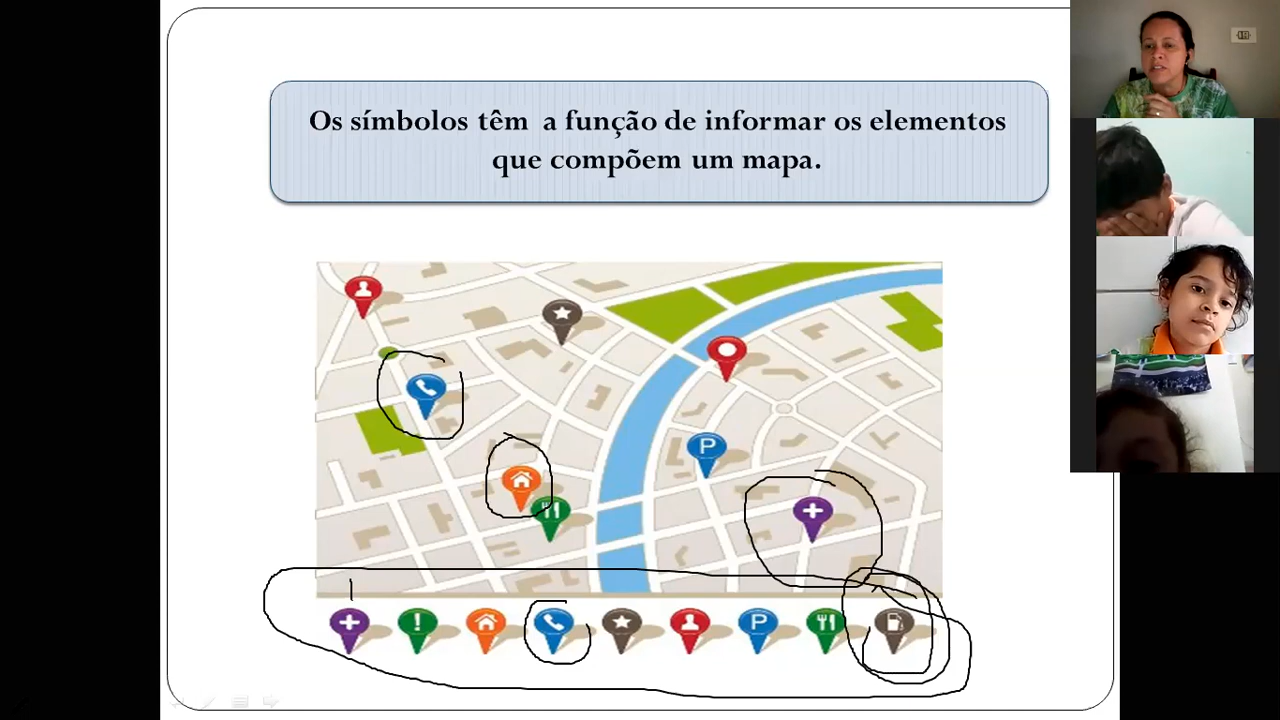 Os símbolos têm a função de informar os elementos
que compõem um mapa.
P
P